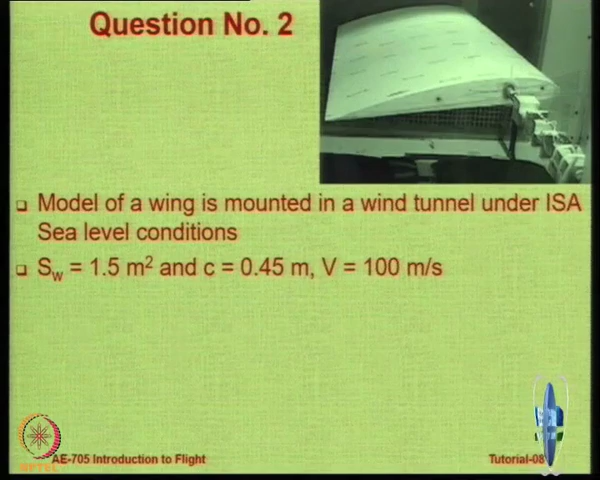 Question No. 2
Model of a wing is mounted in a wind tunnel under ISA
Sea level conditions
Sw = 1.5 m² and c = 0.45 m, V = 100 m/s
NPTEL
AE-705 Introduction to Flight
Tutorial-08